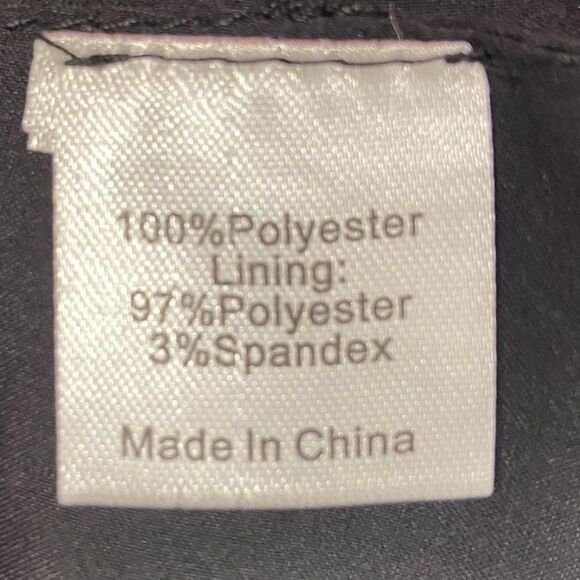 100%Polyester
Lining:
97%Polyester
3%Spandex
Made In China